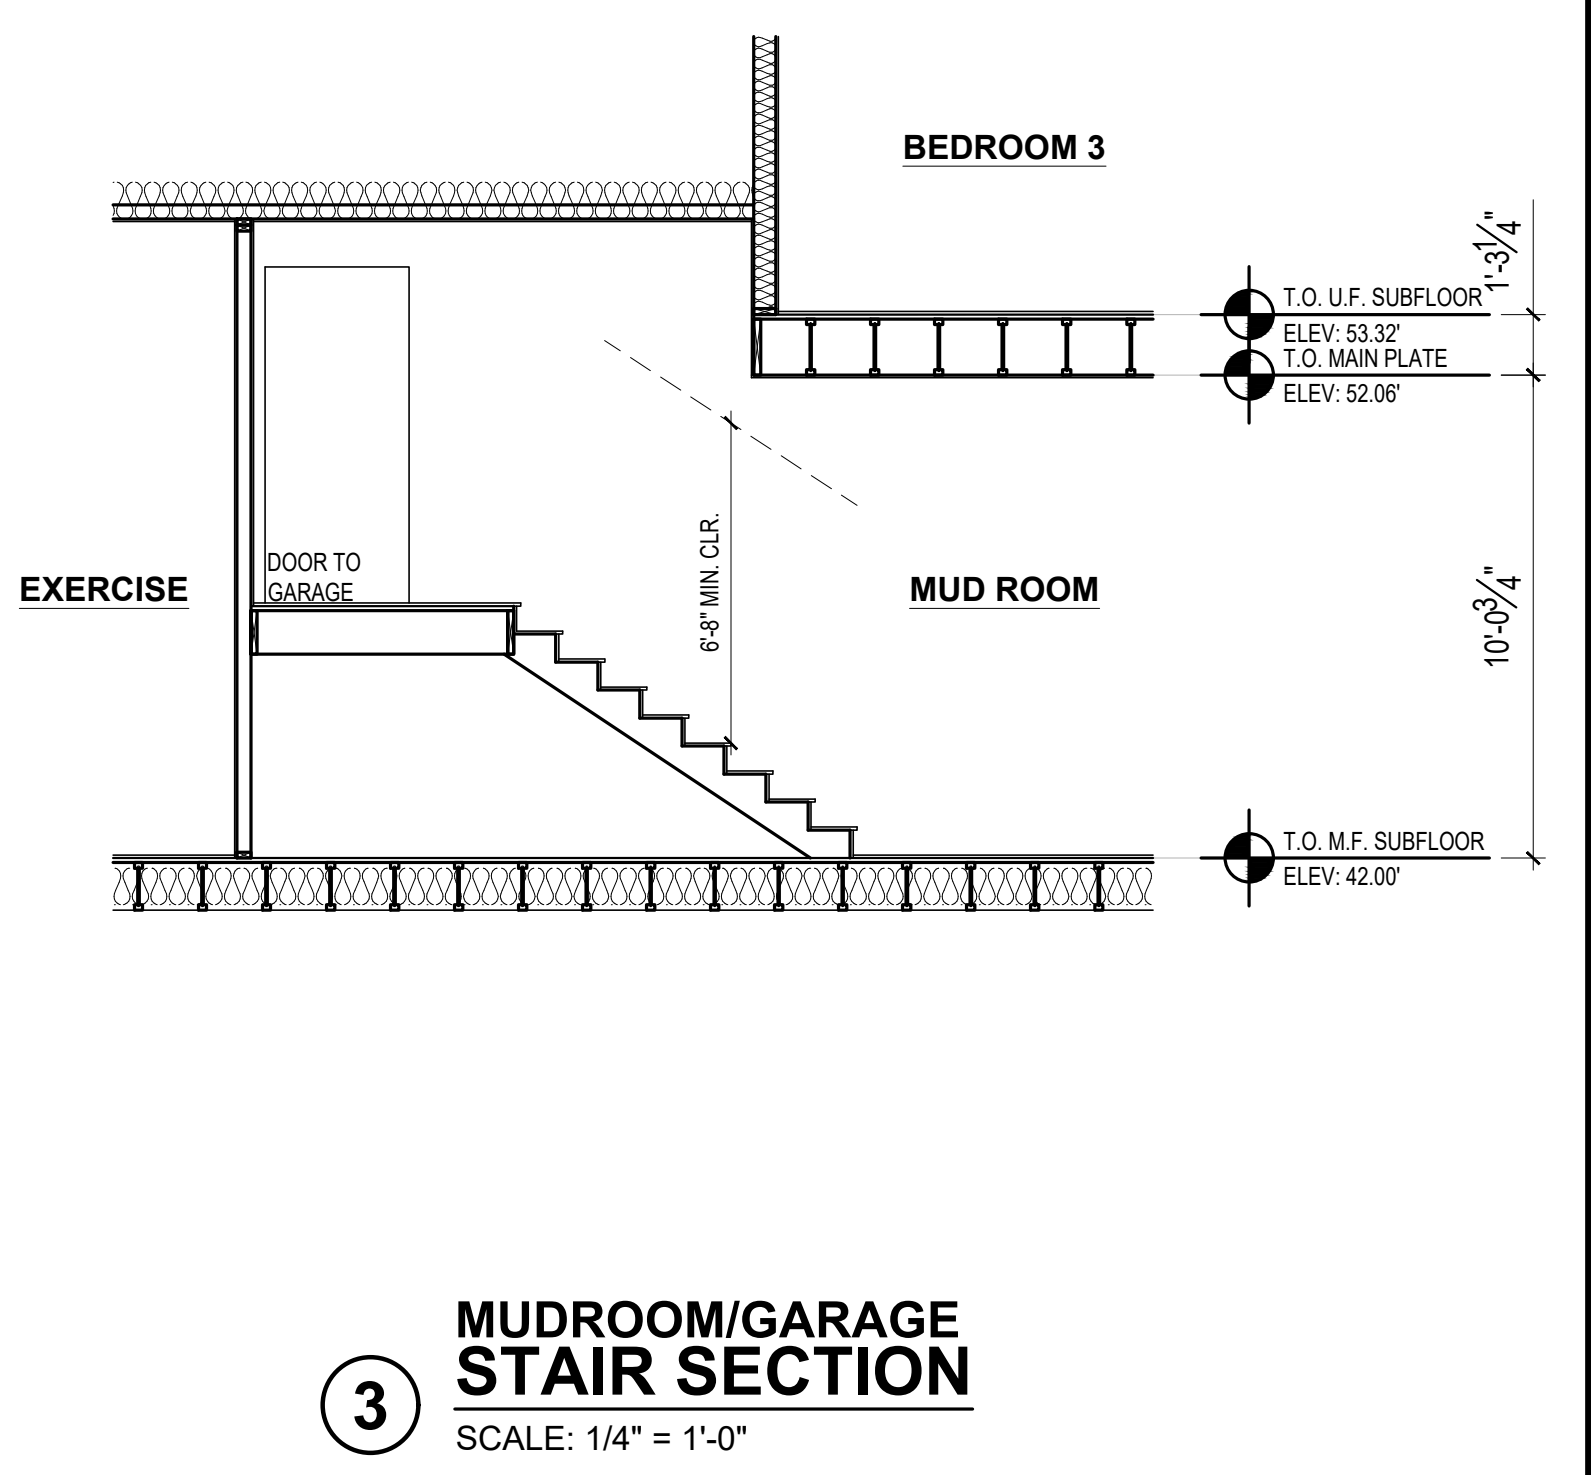 BEDROOM 3
1'-3 1/4"
T.O. U.F. SUBFLOOR
ELEV: 53.32'
T.O. MAIN PLATE
ELEV: 52.06'
DOOR TO
GARAGE
EXERCISE
6'-8" MIN. CLR.
MUD ROOM
10'-0 3/4"
T.O. M.F. SUBFLOOR
ELEV: 42.00'
MUDROOM/GARAGE
STAIR SECTION
3
SCALE: 1/4" = 1'-0"